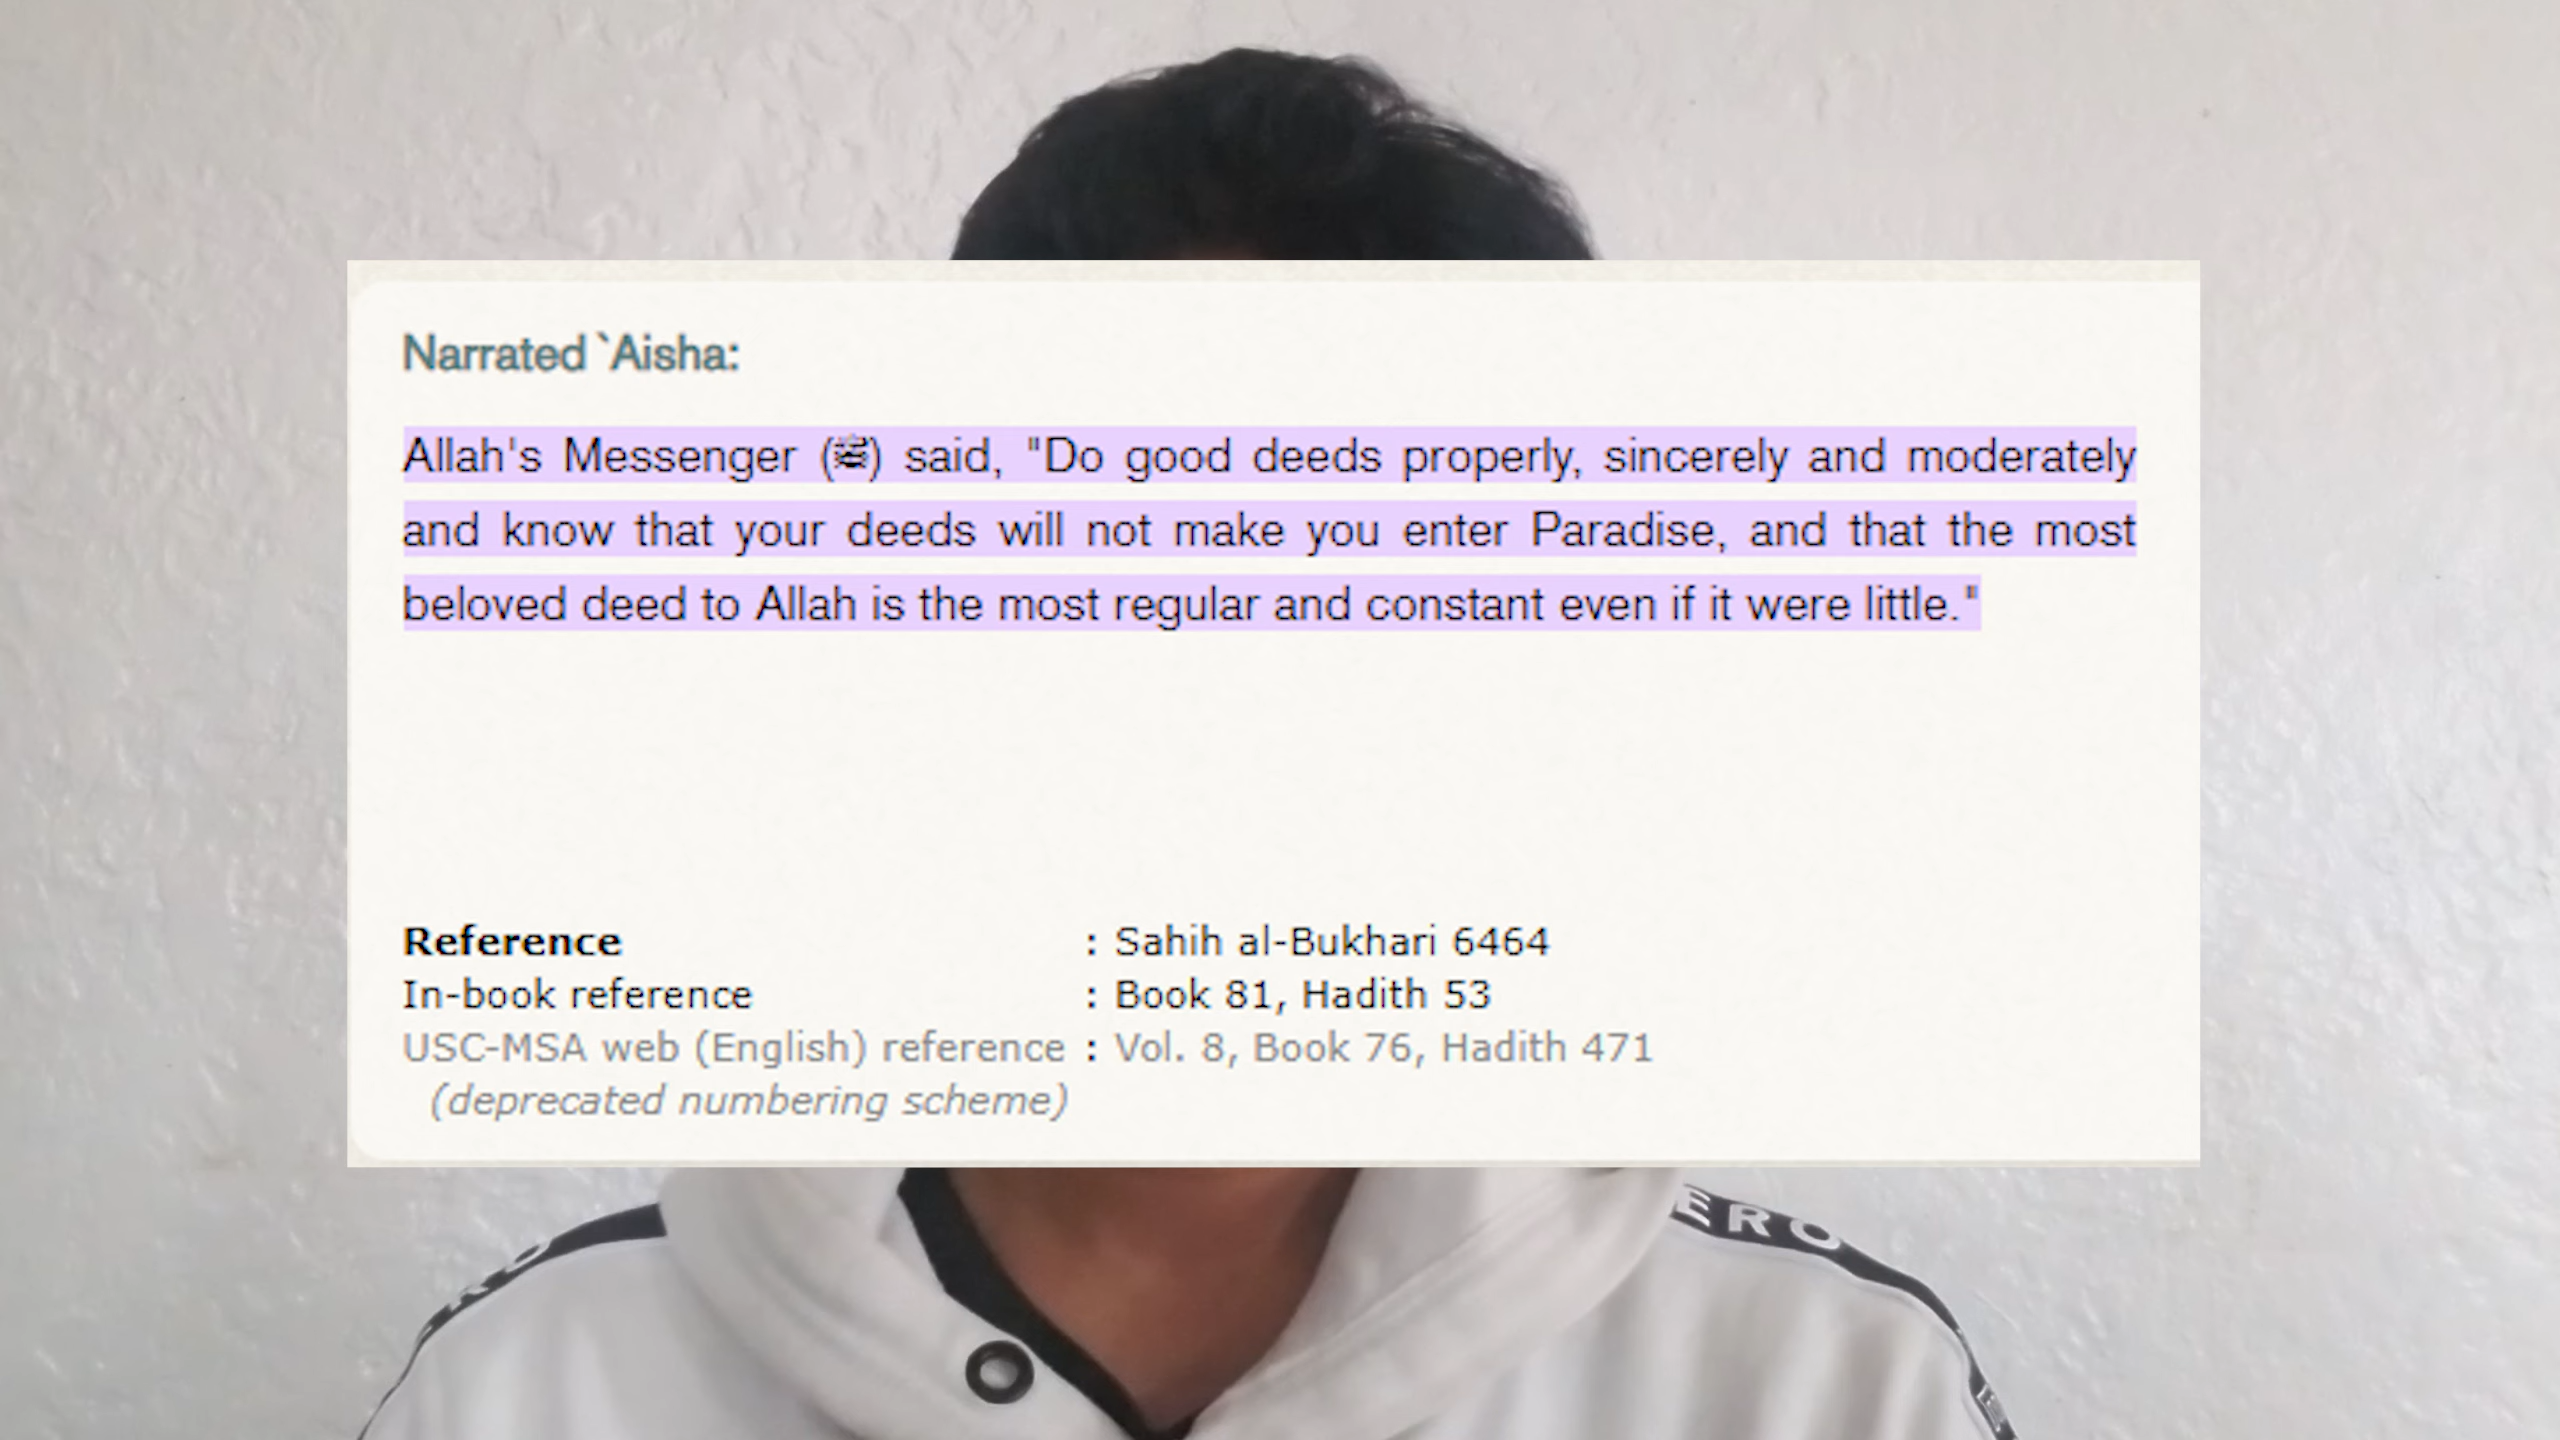 Narrated `Aisha:
Allah's Messenger (ﷺ) said, "Do good deeds properly, sincerely and moderately
and know that your deeds will not make you enter Paradise, and that the most
beloved deed to Allah is the most regular and constant even if it were little."
Reference : Sahih al-Bukhari 6464
In-book reference : Book 81, Hadith 53
USC-MSA web (English) reference : Vol. 8, Book 76, Hadith 471
(deprecated numbering scheme)
ERO